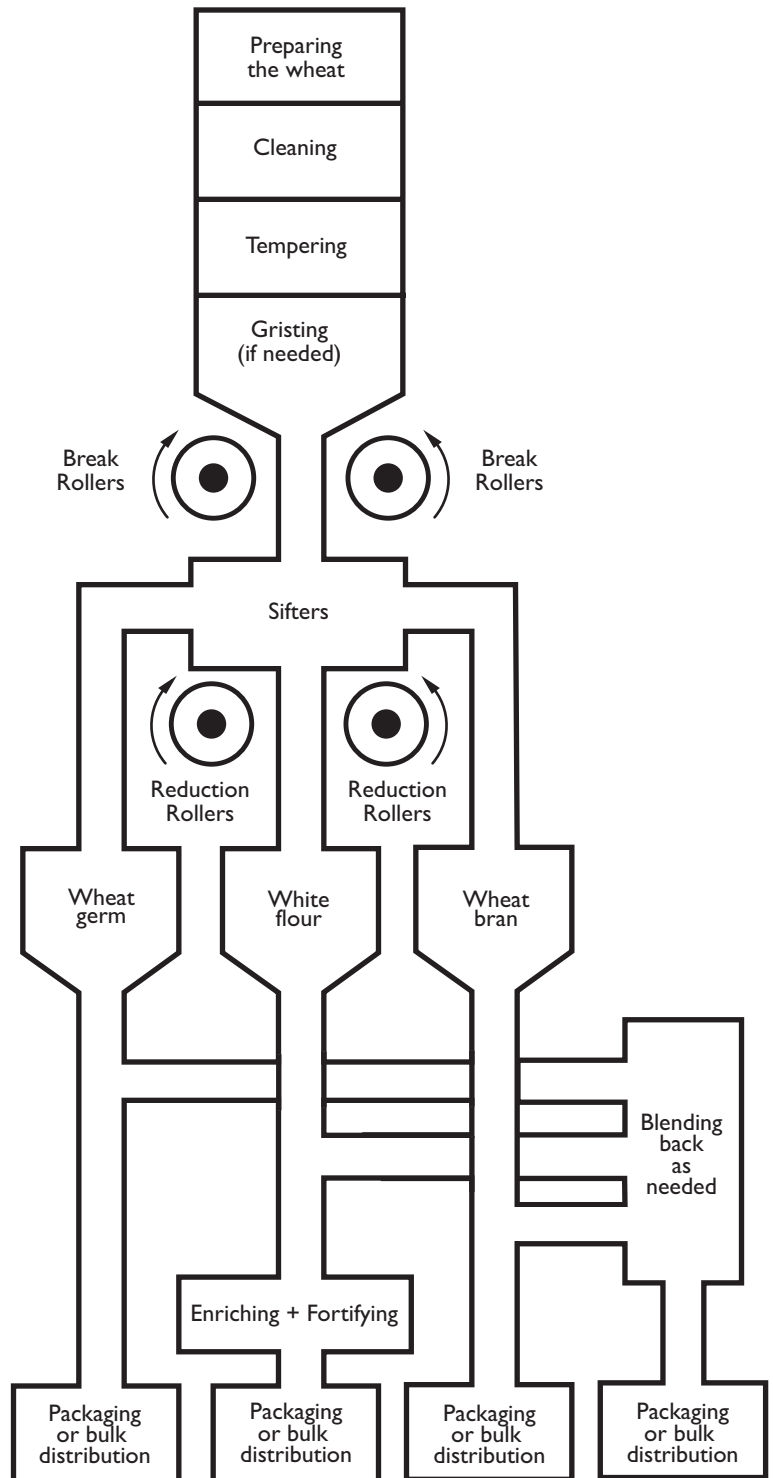 Preparing
the wheat
Cleaning
Tempering
Gristing
(if needed)
Break
Rollers
Break
Rollers
Sifters
Reduction
Rollers
Reduction
Rollers
Wheat
germ
White
flour
Wheat
bran
Blending
back
as
needed
Enriching + Fortifying
Packaging
or bulk
distribution
Packaging
or bulk
distribution
Packaging
or bulk
distribution
Packaging
or bulk
distribution